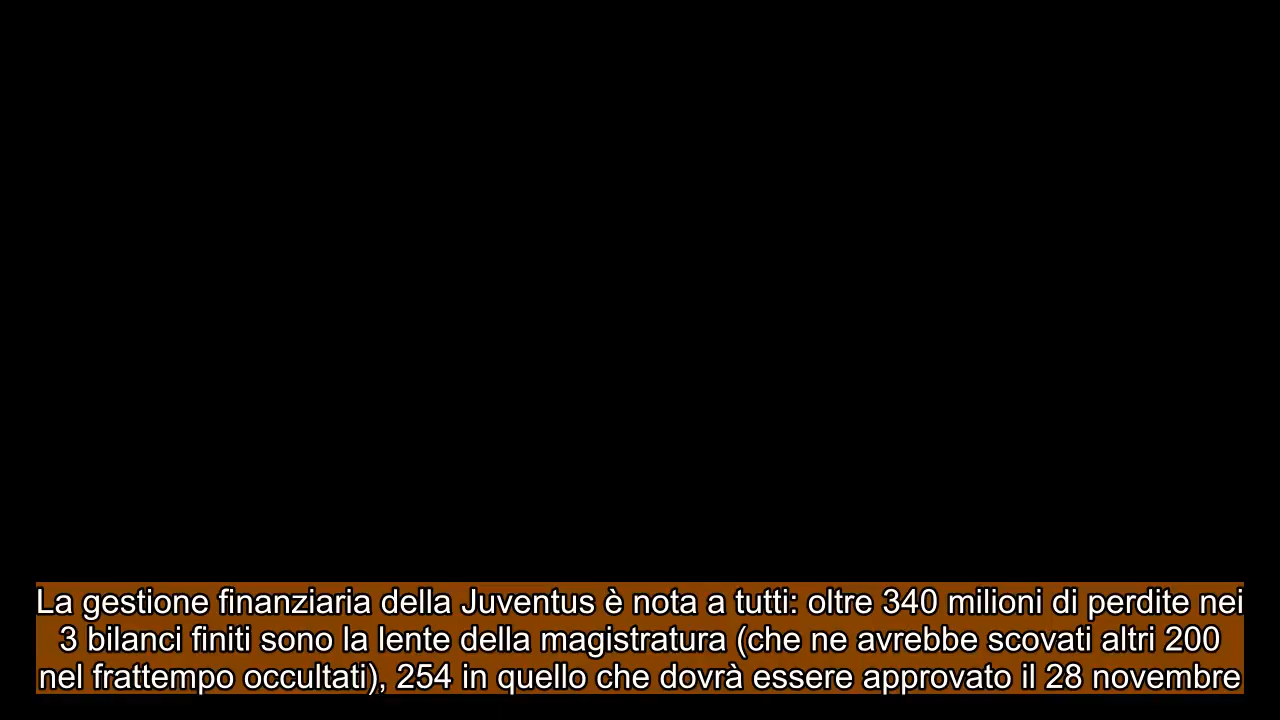 La gestione finanziaria della Juventus è nota a tutti: oltre 340 milioni di perdite nei
3 bilanci finiti sono la lente della magistratura (che ne avrebbe scovati altri 200
nel frattempo occultati), 254 in quello che dovrà essere approvato il 28 novembre